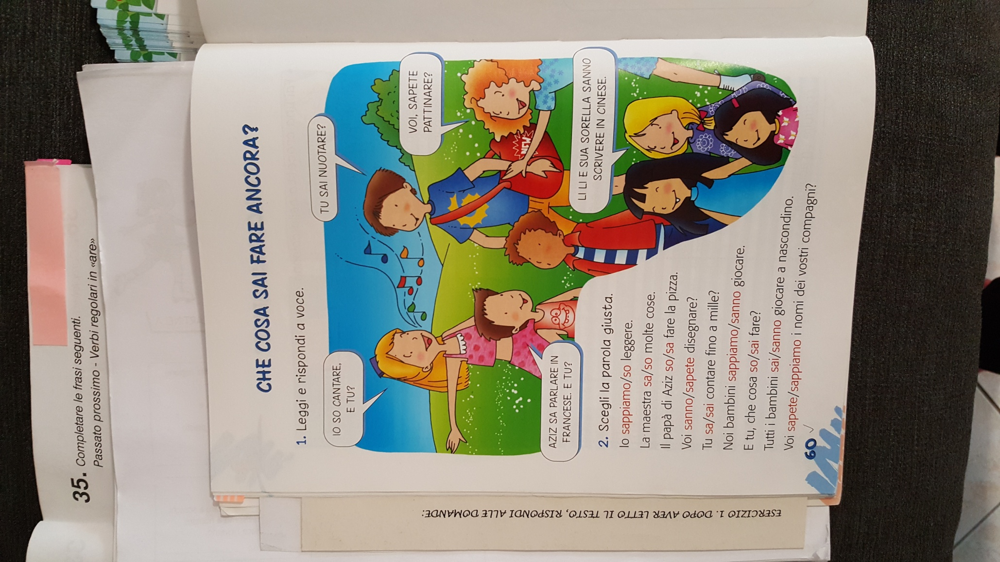 35. Completare le frasi seguenti.
Passato prossimo - Verbi regolari in «are»
CHE COSA SAI FARE ANCORA?
1. Leggi e rispondi a voce.
IO SO CANTARE,
E TU?
TU SAI NUOTARE?
VOI, SAPETE
PATTINARE?
NEW
AZIZ SA PARLARE IN
FRANCESE. E TU?
LI LI E SUA SORELLA SANNO
SCRIVERE IN CINESE.
2. Scegli la parola giusta.
Io sappiamo/so leggere.
La maestra sa/so molte cose.
Il papà di Aziz so/sa fare la pizza.
Voi sanno/sapete disegnare?
Tu sa/sai contare fino a mille?
Noi bambini sappiamo/sanno giocare.
E tu, che cosa so/sai fare?
Tutti i bambini sai/sanno giocare a nascondino.
Voi sapete/sappiamo i nomi dei vostri compagni?
60 ✓
ESERCIZIO 1. DOPO AVER LETTO IL TESTO, RISPONDI ALLE DOMANDE: